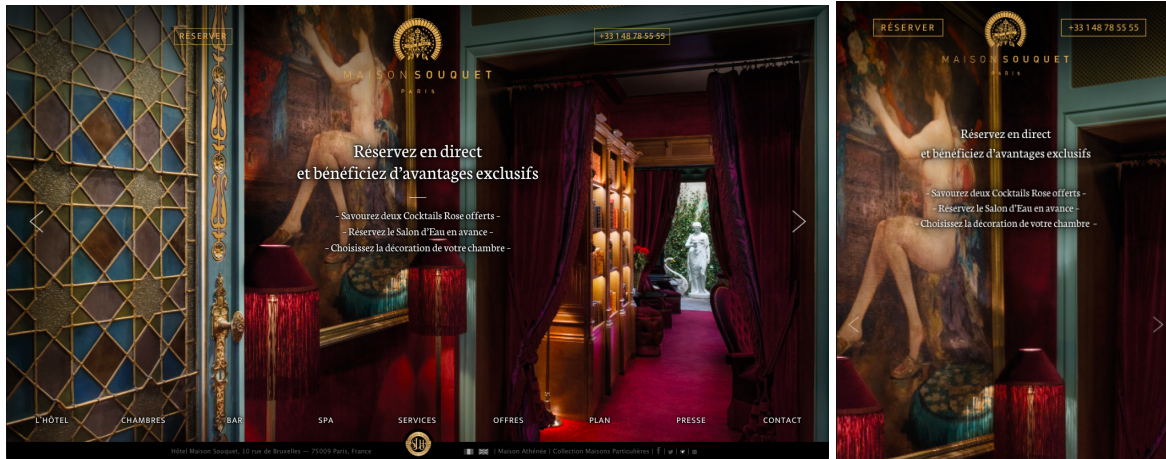 RÉSERVER
+33 1 48 78 55 55
MAISON SOUQUET
PARIS
Réservez en direct
et bénéficiez d’avantages exclusifs
– Savourez deux Cocktails Rose offerts –
– Réservez le Salon d’Eau en avance –
– Choisissez la décoration de votre chambre –
L’HÔTEL CHAMBRES BAR SPA SERVICES OFFRES PLAN PRESSE CONTACT
Hôtel Maison Souquet, 10 rue de Bruxelles — 75009 Paris, France
| Maison Athénée | Collection Maisons Particulières |
RÉSERVER
+33 1 48 78 55 55
MAISON SOUQUET
PARIS
Réservez en direct
et bénéficiez d’avantages exclusifs
– Savourez deux Cocktails Rose offerts –
– Réservez le Salon d’Eau en avance –
– Choisissez la décoration de votre chambre –